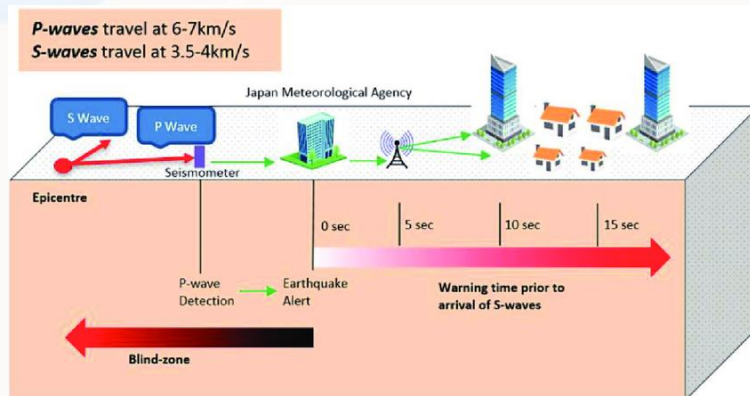 P-waves travel at 6-7km/s
S-waves travel at 3.5-4km/s
Japan Meteorological Agency
S Wave
P Wave
Seismometer
Epicentre
0 sec
5 sec
10 sec
15 sec
P-wave
Detection
Earthquake
Alert
Warning time prior to
arrival of S-waves
Blind-zone